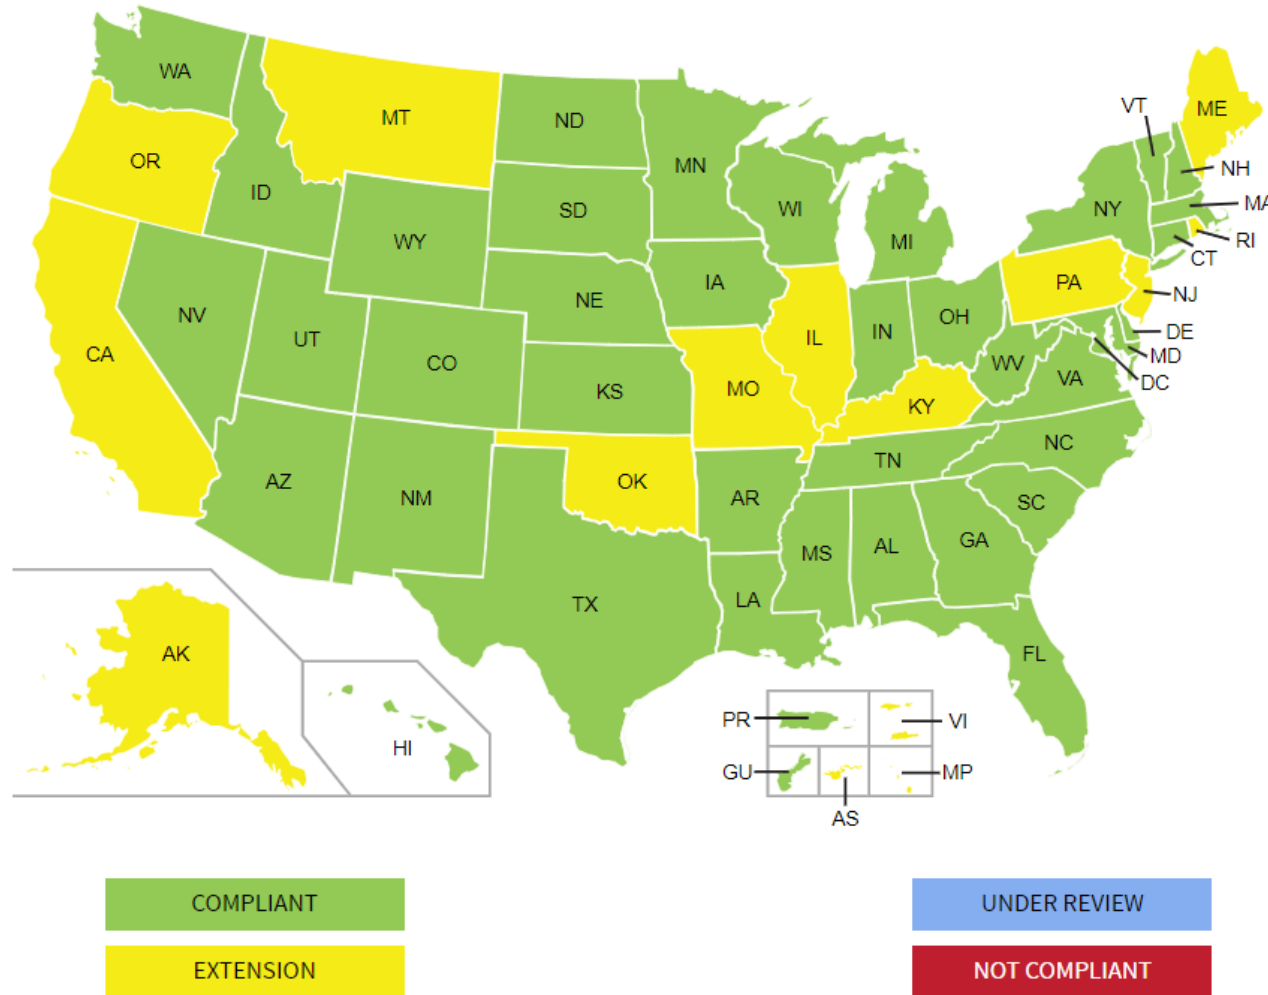 WA
MT
ND
MN
VT
ME
OR
ID
SD
WI
NH
WY
MI
NY
MA
RI
CT
NV
UT
CO
NE
IA
IL
IN
OH
PA
NJ
DE
MD
DC
CA
KS
MO
KY
WV
VA
AZ
NM
OK
AR
TN
NC
SC
MS
AL
GA
TX
LA
FL
AK
HI
PR
VI
GU
MP
AS
COMPLIANT
UNDER REVIEW
EXTENSION
NOT COMPLIANT